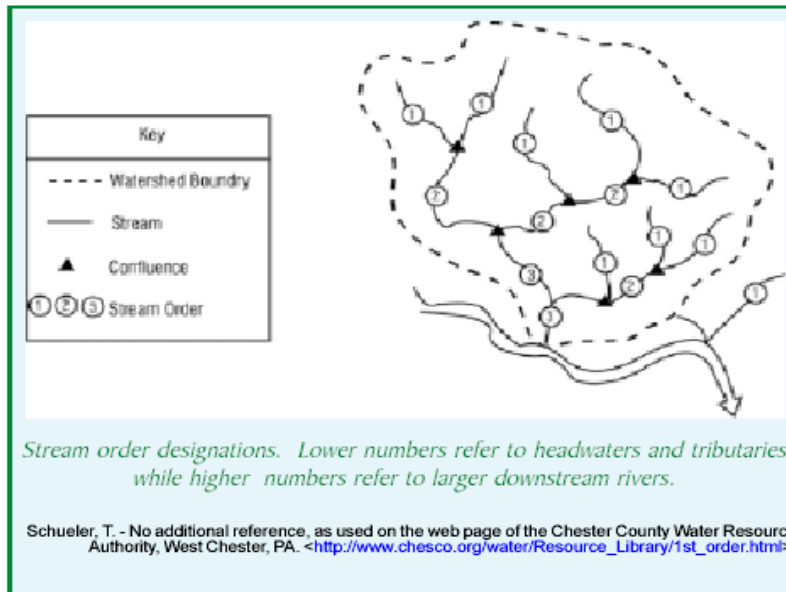 Key
Watershed Boundry
Stream
Confluence
1 2 3 Stream Order
1
1
1
1
2
2
1
2
3
1
1
1
2
1
3
Stream order designations. Lower numbers refer to headwaters and tributaries
while higher numbers refer to larger downstream rivers.
Schueler, T. - No additional reference, as used on the web page of the Chester County Water Resourc
Authority, West Chester, PA. <http://www.chesco.org/water/Resource_Library/1st_order.html>